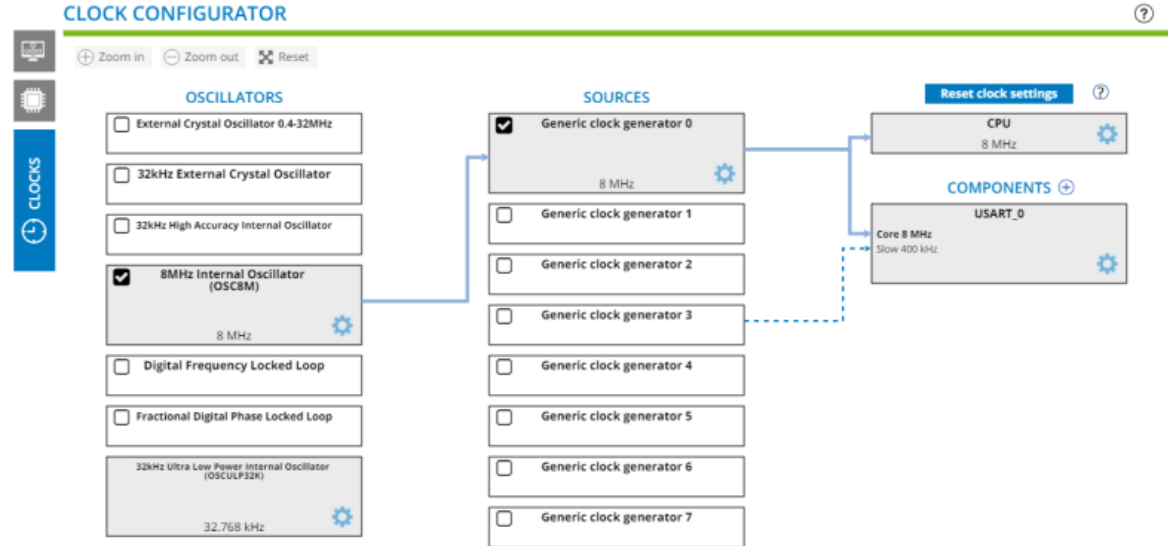 CLOCK CONFIGURATOR
?
Zoom in
Zoom out
Reset
CLOCKS
OSCILLATORS
External Crystal Oscillator 0.4-32MHz
32kHz External Crystal Oscillator
32kHz High Accuracy Internal Oscillator
8MHz Internal Oscillator
(OSC8M)
8 MHz
Digital Frequency Locked Loop
Fractional Digital Phase Locked Loop
32kHz Ultra Low Power Internal Oscillator
(OSCULP32K)
32.768 kHz
SOURCES
Generic clock generator 0
8 MHz
Generic clock generator 1
Generic clock generator 2
Generic clock generator 3
Generic clock generator 4
Generic clock generator 5
Generic clock generator 6
Generic clock generator 7
Reset clock settings
?
CPU
8 MHz
COMPONENTS
USART_0
Core 8 MHz
Slow 400 kHz